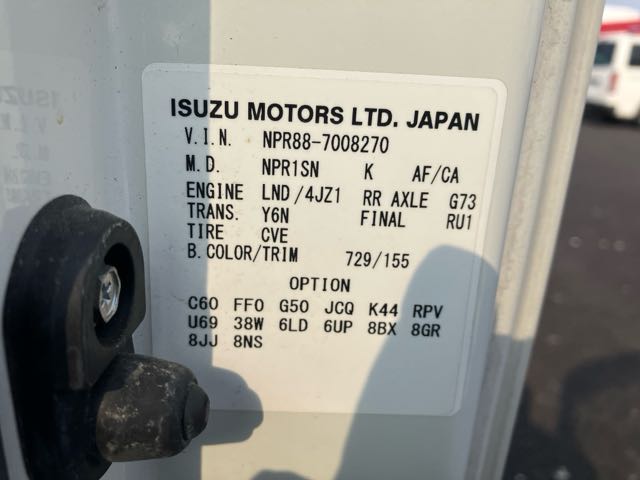 ISUZU MOTORS LTD. JAPAN
V.I.N. NPR88-7008270
M.D. NPR1SN K AF/CA
ENGINE LND/4JZ1 RR AXLE G73
TRANS. Y6N FINAL RU1
TIRE CVE
B.COLOR/TRIM 729/155
OPTION
C60 FFO G50 JCQ K44 RPV
U69 38W 6LD 6UP 8BX 8GR
8JJ 8NS